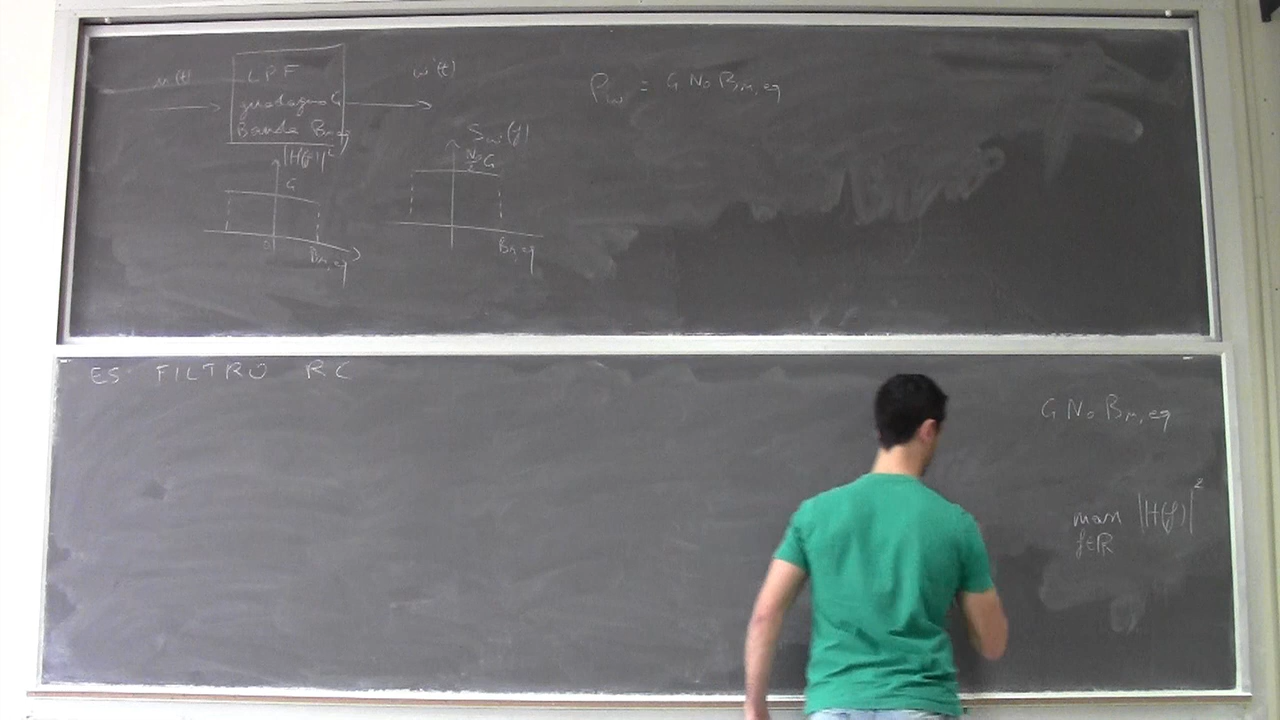 n(t)
LPF
guadagno G
Banda Bn,eq
w'(t)
Pw' = G N0 Bn,eq
|H(f)|²
G
0
Bn,eq
Sw'(f)
N0/2 G
Bn,eq
ES FILTRO RC
G N0 Bn,eq
max |H(f)|²
f∈ℝ